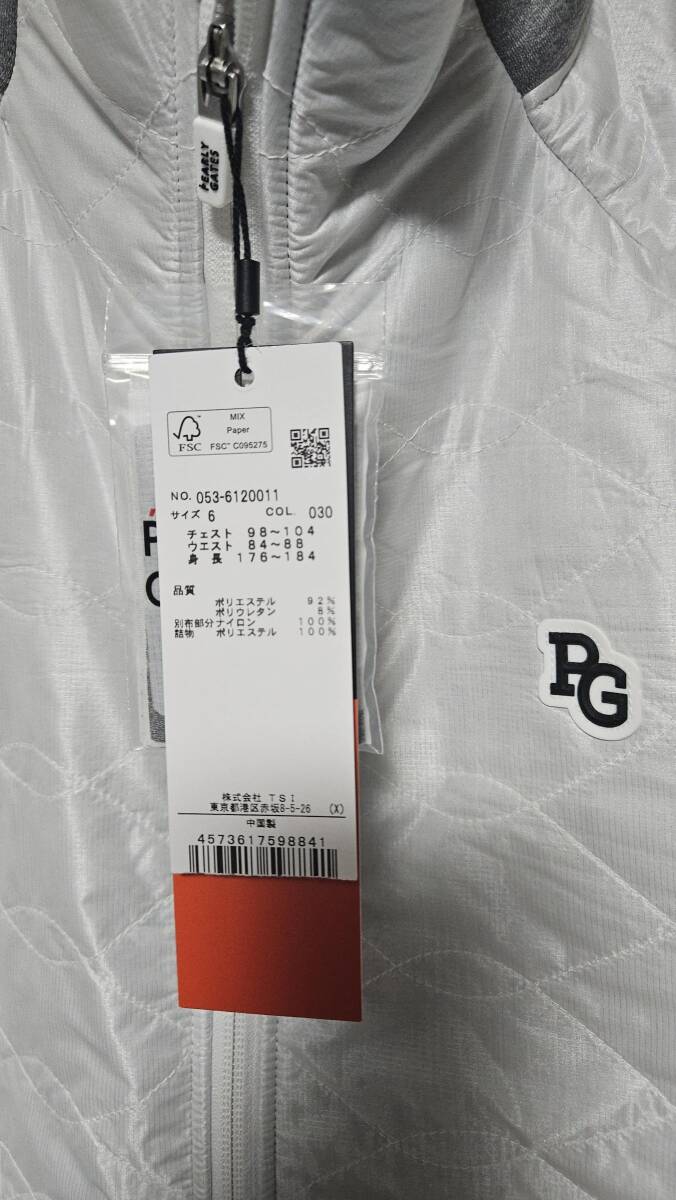 PEARLY
GATES
MIX
Paper
FSC™ C095275
FSC
NO. 053-6120011
サイズ 6 COL. 030
チェスト 98～104
ウエスト 84～88
身 長 176～184
品質
ポリエステル 92%
ポリウレタン 8%
別布部分 ナイロン 100%
詰物 ポリエステル 100%
PG
株式会社 TSI
東京都港区赤坂8-5-26 (X)
中国製
4573617598841